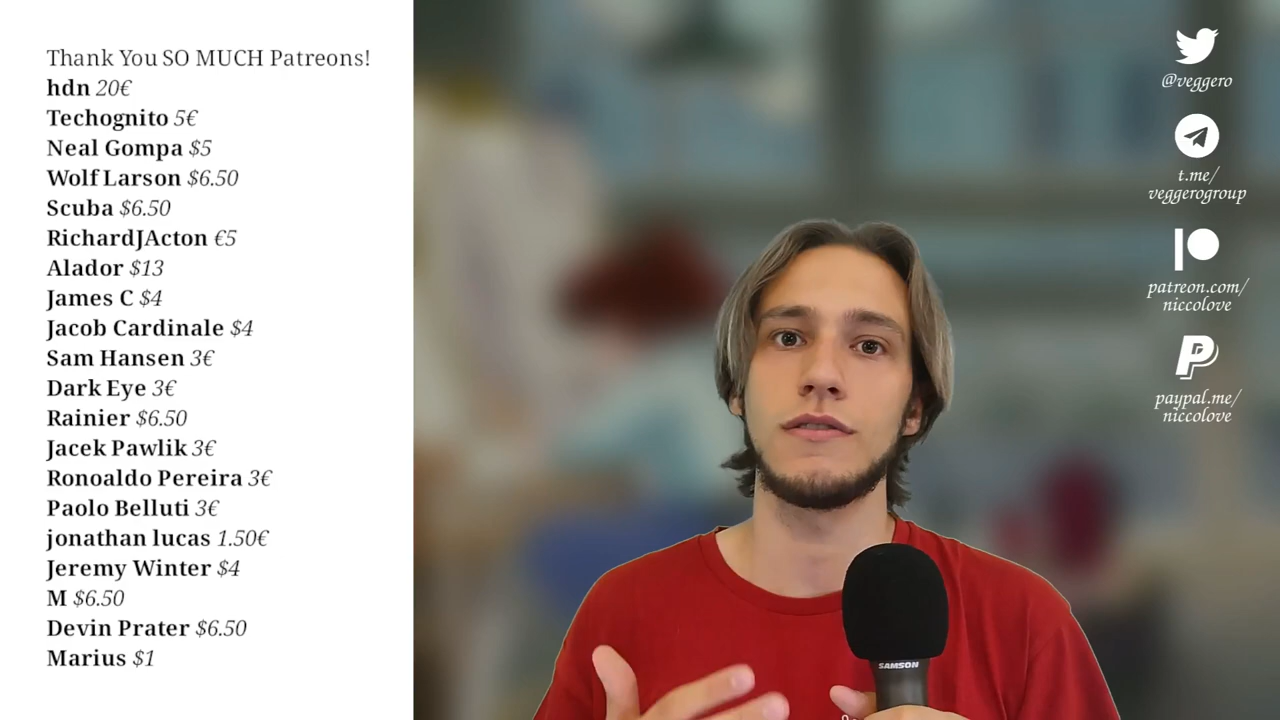 Thank You SO MUCH Patreons!
hdn 20€
Techognito 5€
Neal Gompa $5
Wolf Larson $6.50
Scuba $6.50
RichardJActon €5
Alador $13
James C $4
Jacob Cardinale $4
Sam Hansen 3€
Dark Eye 3€
Rainier $6.50
Jacek Pawlik 3€
Ronoaldo Pereira 3€
Paolo Belluti 3€
jonathan lucas 1.50€
Jeremy Winter $4
M $6.50
Devin Prater $6.50
Marius $1
@veggero
t.me/
veggerogroup
patreon.com/
niccolove
paypal.me/
niccolove
SAMSON